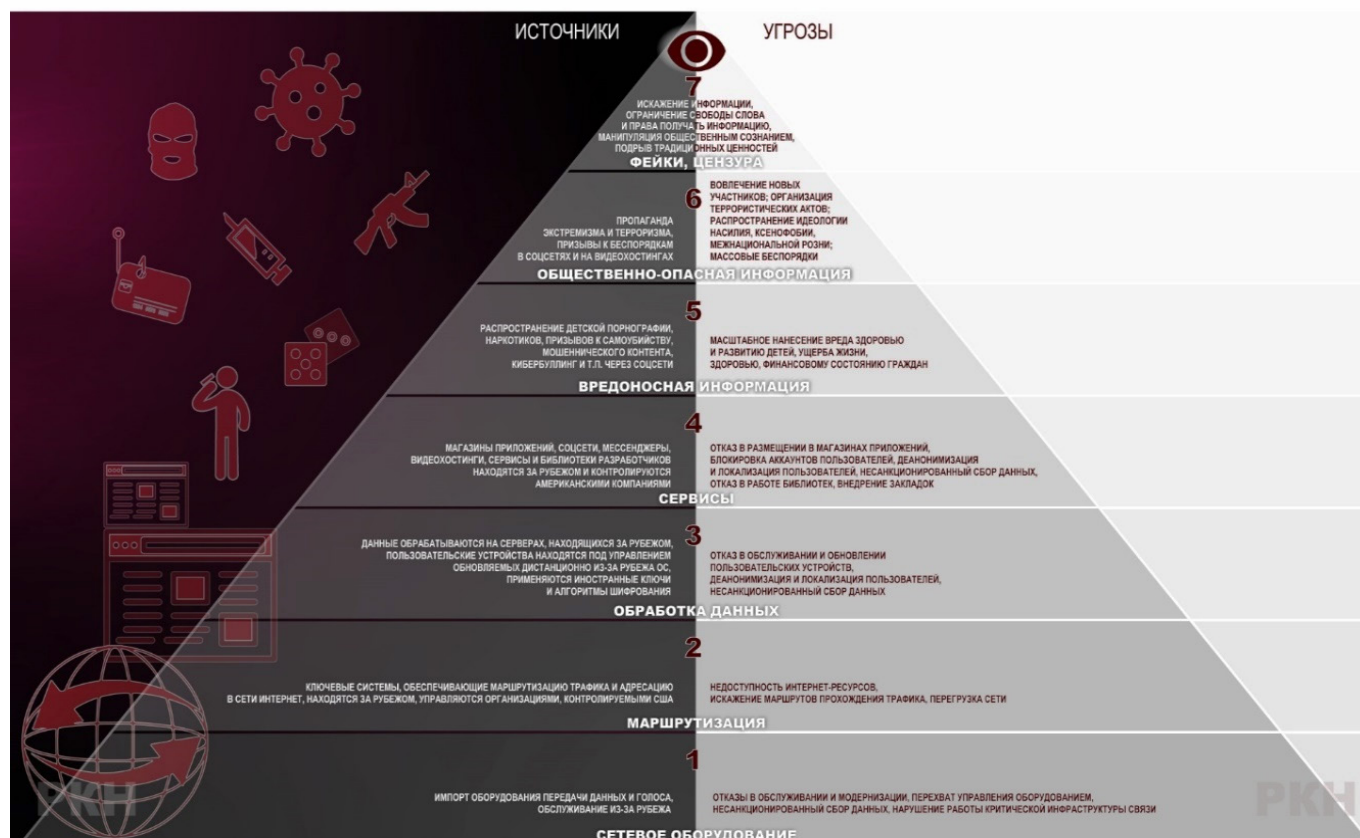 ИСТОЧНИКИ
УГРОЗЫ
7
ИСКАЖЕНИЕ ИНФОРМАЦИИ,
ОГРАНИЧЕНИЕ СВОБОДЫ СЛОВА
И ПРАВА ПОЛУЧАТЬ ИНФОРМАЦИЮ,
МАНИПУЛЯЦИЯ ОБЩЕСТВЕННЫМ СОЗНАНИЕМ,
ПОДРЫВ ТРАДИЦИОННЫХ ЦЕННОСТЕЙ
ФЕЙКИ, ЦЕНЗУРА
6
ПРОПАГАНДА
ЭКСТРЕМИЗМА И ТЕРРОРИЗМА,
ПРИЗЫВЫ К БЕСПОРЯДКАМ
В СОЦСЕТЯХ И НА ВИДЕОХОСТИНГАХ
ВОВЛЕЧЕНИЕ НОВЫХ
УЧАСТНИКОВ; ОРГАНИЗАЦИЯ
ТЕРРОРИСТИЧЕСКИХ АКТОВ;
РАСПРОСТРАНЕНИЕ ИДЕОЛОГИИ
НАСИЛИЯ, КСЕНОФОБИИ,
МЕЖНАЦИОНАЛЬНОЙ РОЗНИ;
МАССОВЫЕ БЕСПОРЯДКИ
ОБЩЕСТВЕННО-ОПАСНАЯ ИНФОРМАЦИЯ
5
РАСПРОСТРАНЕНИЕ ДЕТСКОЙ ПОРНОГРАФИИ,
НАРКОТИКОВ, ПРИЗЫВОВ К САМОУБИЙСТВУ,
МОШЕННИЧЕСКОГО КОНТЕНТА,
КИБЕРБУЛЛИНГ И Т.П. ЧЕРЕЗ СОЦСЕТИ
МАСШТАБНОЕ НАНЕСЕНИЕ ВРЕДА ЗДОРОВЬЮ
И РАЗВИТИЮ ДЕТЕЙ, УЩЕРБА ЖИЗНИ,
ЗДОРОВЬЮ, ФИНАНСОВОМУ СОСТОЯНИЮ ГРАЖДАН
ВРЕДОНОСНАЯ ИНФОРМАЦИЯ
4
МАГАЗИНЫ ПРИЛОЖЕНИЙ, СОЦСЕТИ, МЕССЕНДЖЕРЫ,
ВИДЕОХОСТИНГИ, СЕРВИСЫ И БИБЛИОТЕКИ РАЗРАБОТЧИКОВ
НАХОДЯТСЯ ЗА РУБЕЖОМ И КОНТРОЛИРУЮТСЯ
АМЕРИКАНСКИМИ КОМПАНИЯМИ
ОТКАЗ В РАЗМЕЩЕНИИ В МАГАЗИНАХ ПРИЛОЖЕНИЙ,
БЛОКИРОВКА АККАУНТОВ ПОЛЬЗОВАТЕЛЕЙ, ДЕАНОНИМИЗАЦИЯ
И ЛОКАЛИЗАЦИЯ ПОЛЬЗОВАТЕЛЕЙ, НЕСАНКЦИОНИРОВАННЫЙ СБОР ДАННЫХ,
ОТКАЗ В РАБОТЕ БИБЛИОТЕК, ВНЕДРЕНИЕ ЗАКЛАДОК
СЕРВИСЫ
3
ДАННЫЕ ОБРАБАТЫВАЮТСЯ НА СЕРВЕРАХ, НАХОДЯЩИХСЯ ЗА РУБЕЖОМ,
ПОЛЬЗОВАТЕЛЬСКИЕ УСТРОЙСТВА НАХОДЯТСЯ ПОД УПРАВЛЕНИЕМ
ОБНОВЛЯЕМЫХ ДИСТАНЦИОННО ИЗ-ЗА РУБЕЖА ОС,
ПРИМЕНЯЮТСЯ ИНОСТРАННЫЕ КЛЮЧИ
И АЛГОРИТМЫ ШИФРОВАНИЯ
ОТКАЗ В ОБСЛУЖИВАНИИ И ОБНОВЛЕНИИ
ПОЛЬЗОВАТЕЛЬСКИХ УСТРОЙСТВ,
ДЕАНОНИМИЗАЦИЯ И ЛОКАЛИЗАЦИЯ ПОЛЬЗОВАТЕЛЕЙ,
НЕСАНКЦИОНИРОВАННЫЙ СБОР ДАННЫХ
ОБРАБОТКА ДАННЫХ
2
КЛЮЧЕВЫЕ СИСТЕМЫ, ОБЕСПЕЧИВАЮЩИЕ МАРШРУТИЗАЦИЮ ТРАФИКА И АДРЕСАЦИЮ
В СЕТИ ИНТЕРНЕТ, НАХОДЯТСЯ ЗА РУБЕЖОМ, УПРАВЛЯЮТСЯ ОРГАНИЗАЦИЯМИ, КОНТРОЛИРУЕМЫМИ США
НЕДОСТУПНОСТЬ ИНТЕРНЕТ-РЕСУРСОВ,
ИСКАЖЕНИЕ МАРШРУТОВ ПРОХОЖДЕНИЯ ТРАФИКА, ПЕРЕГРУЗКА СЕТИ
МАРШРУТИЗАЦИЯ
1
ИМПОРТ ОБОРУДОВАНИЯ ПЕРЕДАЧИ ДАННЫХ И ГОЛОСА,
ОБСЛУЖИВАНИЕ ИЗ-ЗА РУБЕЖА
ОТКАЗЫ В ОБСЛУЖИВАНИИ И МОДЕРНИЗАЦИИ, ПЕРЕХВАТ УПРАВЛЕНИЯ ОБОРУДОВАНИЕМ,
НЕСАНКЦИОНИРОВАННЫЙ СБОР ДАННЫХ, НАРУШЕНИЕ РАБОТЫ КРИТИЧЕСКОЙ ИНФРАСТРУКТУРЫ СВЯЗИ
СЕТЕВОЕ ОБОРУДОВАНИЕ
РКН
РКН